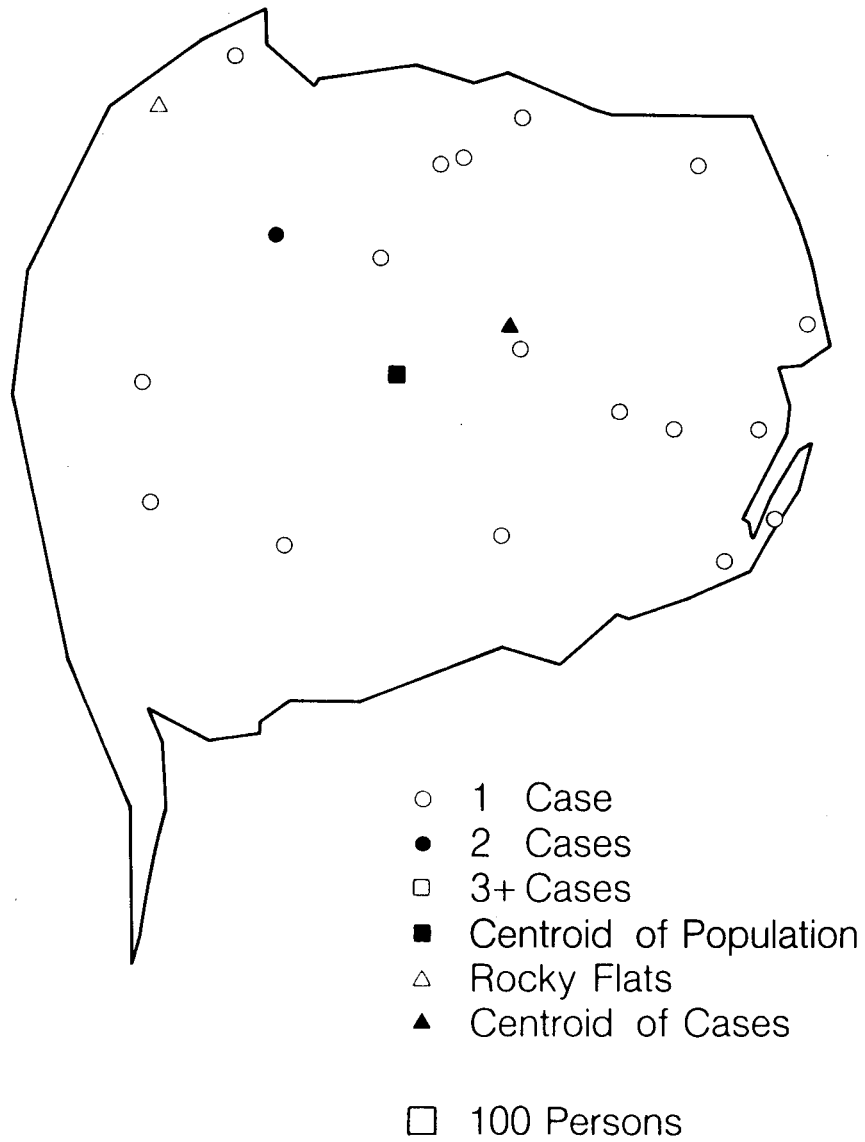 1 Case
2 Cases
3+ Cases
Centroid of Population
Rocky Flats
Centroid of Cases
100 Persons